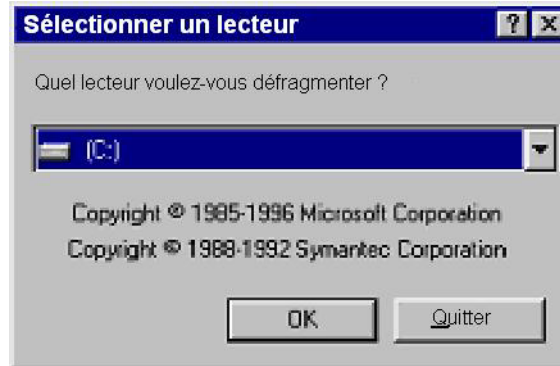 Sélectionner un lecteur
Quel lecteur voulez-vous défragmenter ?
(C:)
Copyright © 1985-1996 Microsoft Corporation
Copyright © 1988-1992 Symantec Corporation
OK
Quitter